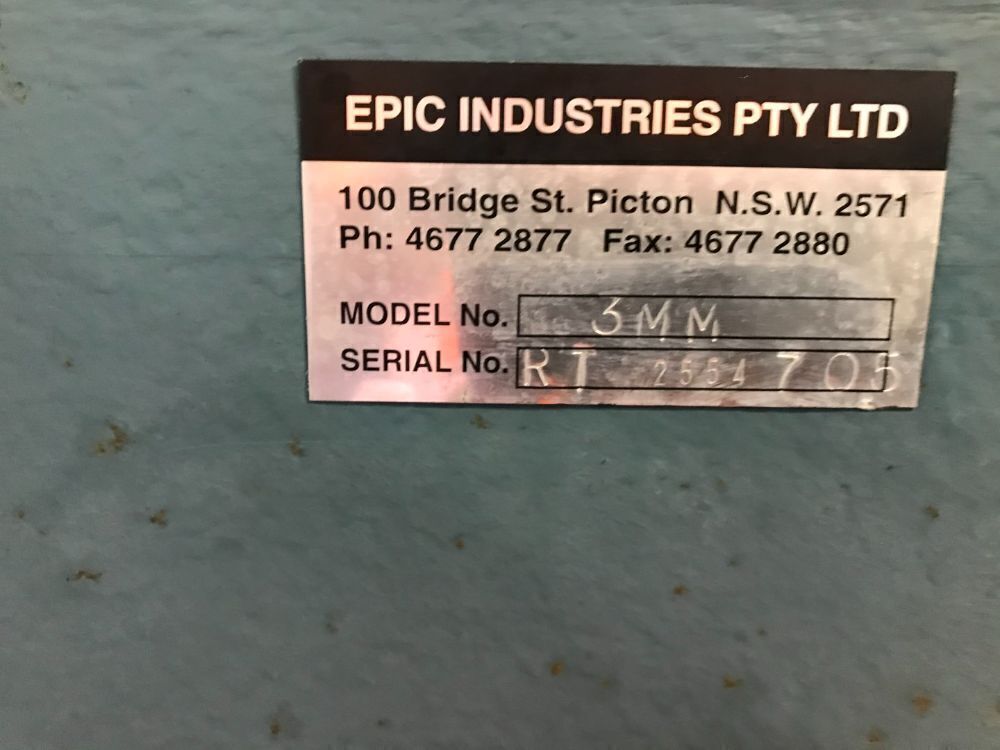 EPIC INDUSTRIES PTY LTD
100 Bridge St. Picton N.S.W. 2571
Ph: 4677 2877 Fax: 4677 2880
MODEL No. 3MM
SERIAL No. RT 2554 705